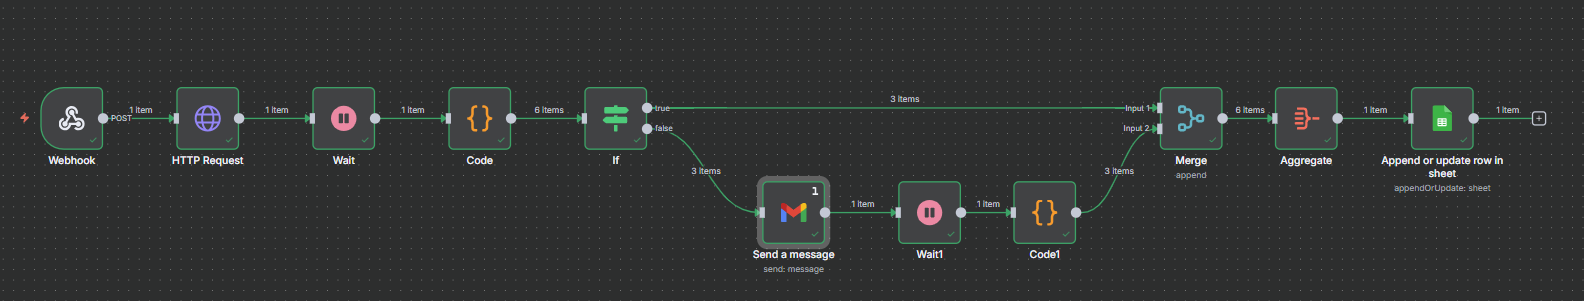 1 item
POST
1 item
1 item
6 items
true
false
3 items
Input 1
Input 2
6 items
1 item
1 item
Webhook
HTTP Request
Wait
Code
If
Merge
append
Aggregate
Append or update row in
sheet
appendOrUpdate: sheet
3 items
3 items
1
1 item
1 item
Send a message
send: message
Wait1
Code1